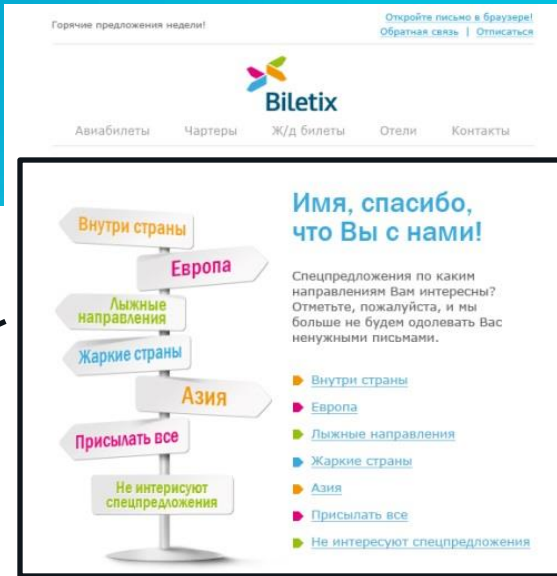 Горячие предложения недели!
Откройте письмо в браузере!
Обратная связь | Отписаться
Biletix
Авиабилеты Чартеры Ж/д билеты Отели Контакты
Внутри страны
Европа
Лыжные
направления
Жаркие страны
Азия
Присылать все
Не интерисуют
спецпредложения
Имя, спасибо,
что Вы с нами!
Спецпредложения по каким
направлениям Вам интересны?
Отметьте, пожалуйста, и мы
больше не будем одолевать Вас
ненужными письмами.
Внутри страны
Европа
Лыжные направления
Жаркие страны
Азия
Присылать все
Не интересуют спецпредложения